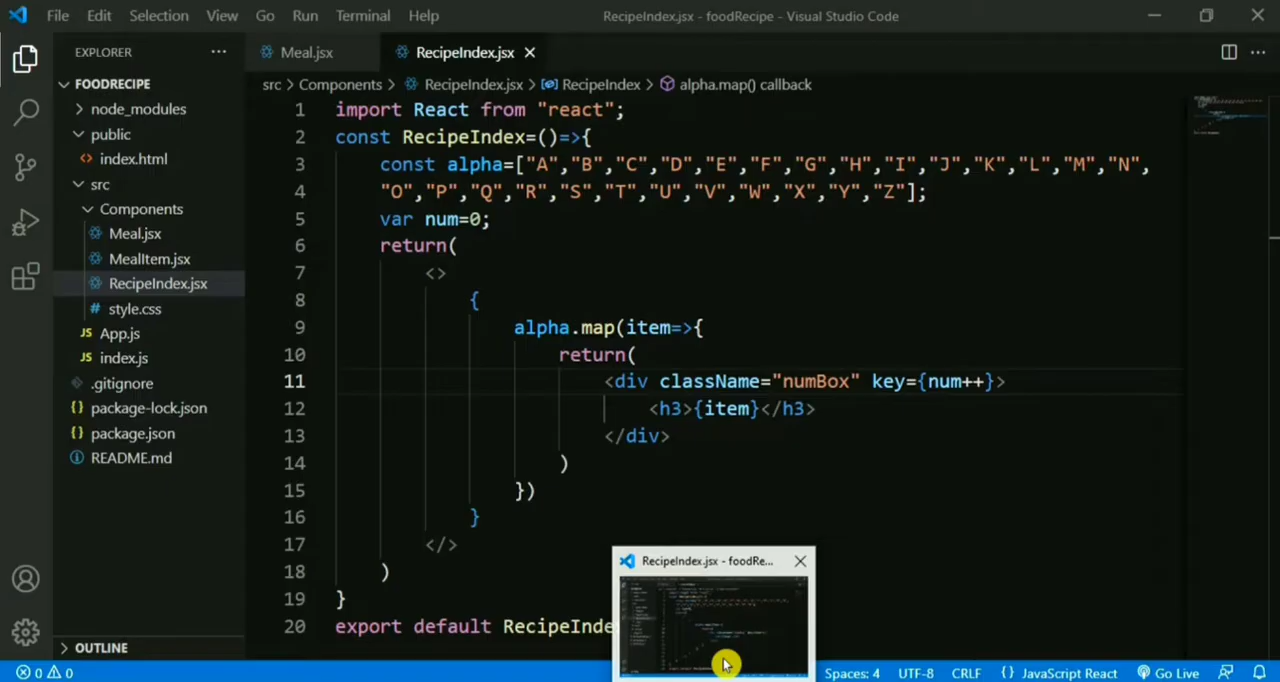 File Edit Selection View Go Run Terminal Help RecipeIndex.jsx - foodRecipe - Visual Studio Code
EXPLORER
Meal.jsx RecipeIndex.jsx
FOODRECIPE
node_modules
public
index.html
src
Components
Meal.jsx
MealItem.jsx
RecipeIndex.jsx
style.css
App.js
index.js
.gitignore
package-lock.json
package.json
README.md
OUTLINE
src > Components > RecipeIndex.jsx > RecipeIndex > alpha.map() callback
1 import React from "react";
2 const RecipeIndex=()=>{
3 const alpha=["A","B","C","D","E","F","G","H","I","J","K","L","M","N",
4 "O","P","Q","R","S","T","U","V","W","X","Y","Z"];
5 var num=0;
6 return(
7 <>
8 {
9 alpha.map(item=>{
10 return(
11 <div className="numBox" key={num++}>
12 <h3>{item}</h3>
13 </div>
14 )
15 })
16 }
17 </>
18 )
19 }
20 export default RecipeInde
RecipeIndex.jsx - foodRe...
0 0 Spaces: 4 UTF-8 CRLF {} JavaScript React Go Live